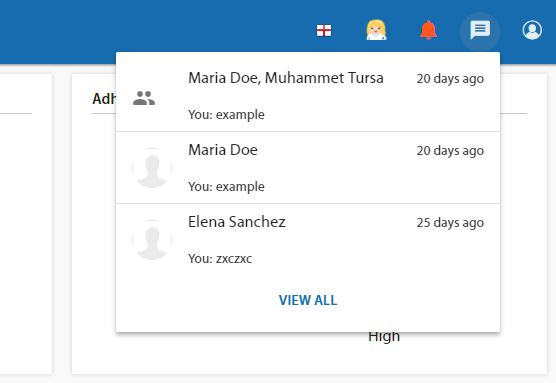 Maria Doe, Muhammet Tursa 20 days ago
You: example
Maria Doe 20 days ago
You: example
Elena Sanchez 25 days ago
You: zxczxc
VIEW ALL
High